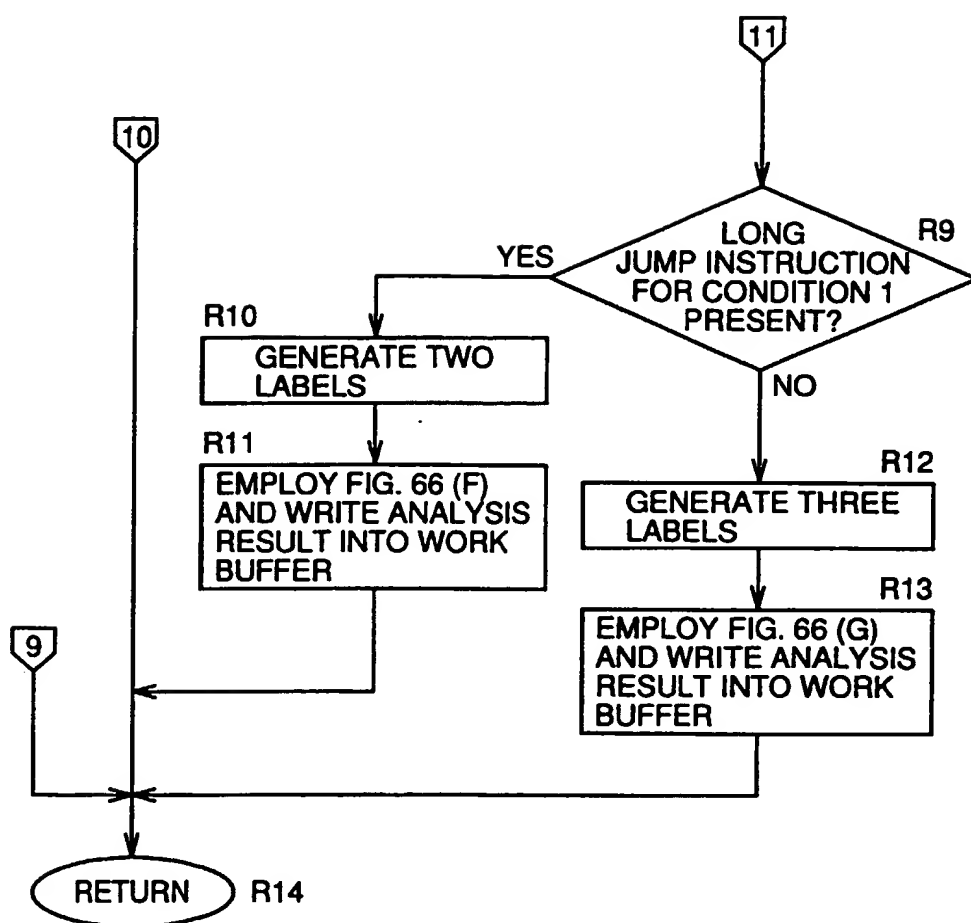 11
10
LONG
JUMP INSTRUCTION
FOR CONDITION 1
PRESENT?
R9
YES
NO
R10
GENERATE TWO
LABELS
R11
EMPLOY FIG. 66 (F)
AND WRITE ANALYSIS
RESULT INTO WORK
BUFFER
R12
GENERATE THREE
LABELS
R13
EMPLOY FIG. 66 (G)
AND WRITE ANALYSIS
RESULT INTO WORK
BUFFER
9
RETURN
R14